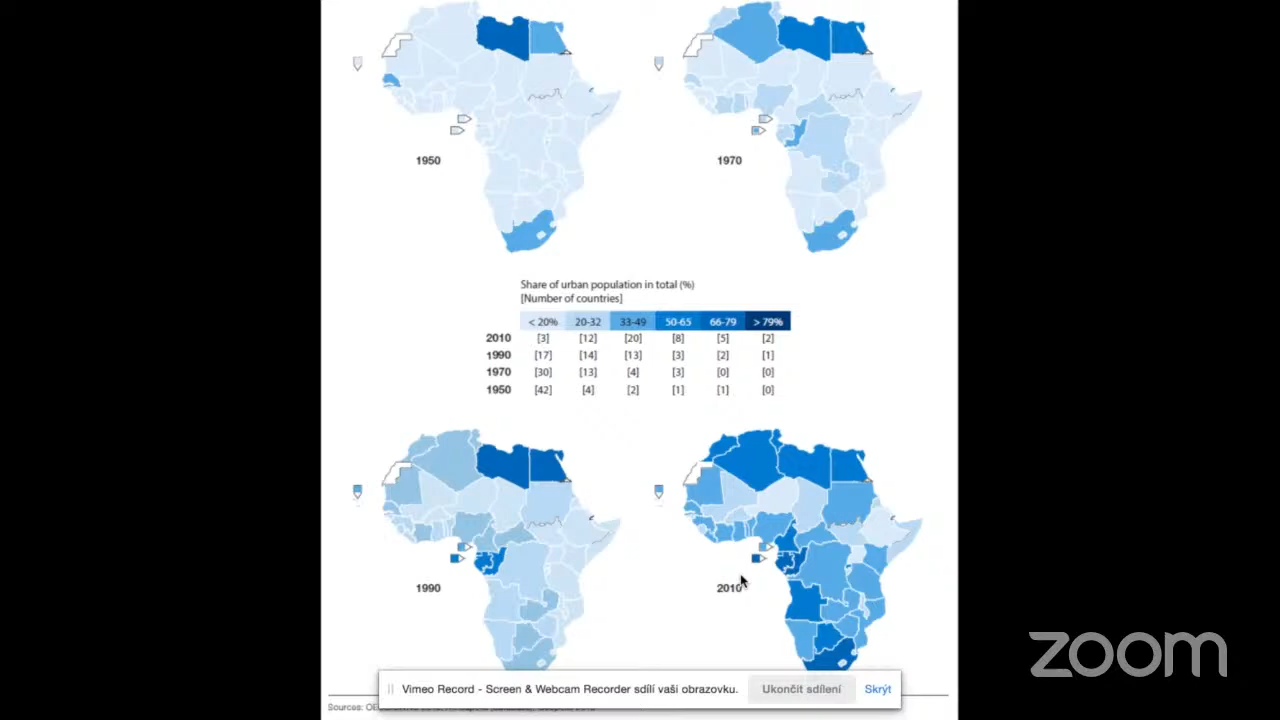 1950
1970
Share of urban population in total (%)
[Number of countries]
< 20% 20-32 33-49 50-65 66-79 > 79%
2010 [3] [12] [20] [8] [5] [2]
1990 [17] [14] [13] [3] [2] [1]
1970 [30] [13] [4] [3] [0] [0]
1950 [42] [4] [2] [1] [1] [0]
1990
2010
zoom
Vimeo Record - Screen & Webcam Recorder sdílí vaši obrazovku. Ukončit sdílení Skrýt
Sources: